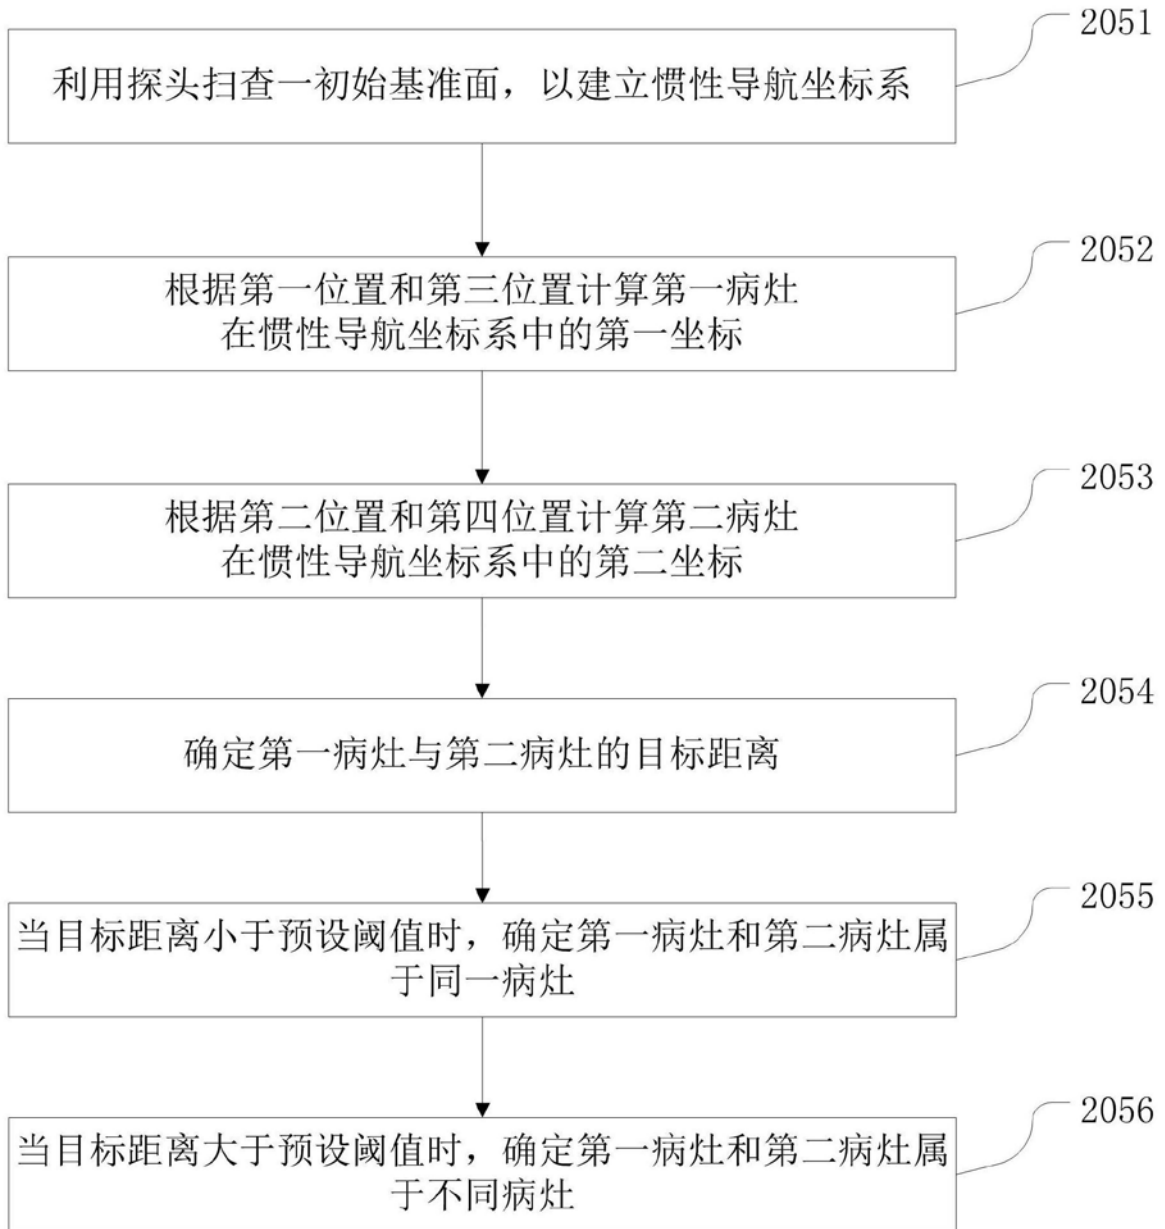 2051
利用探头扫查一初始基准面，以建立惯性导航坐标系
2052
根据第一位置和第三位置计算第一病灶
在惯性导航坐标系中的第一坐标
2053
根据第二位置和第四位置计算第二病灶
在惯性导航坐标系中的第二坐标
2054
确定第一病灶与第二病灶的目标距离
2055
当目标距离小于预设阈值时，确定第一病灶和第二病灶属
于同一病灶
2056
当目标距离大于预设阈值时，确定第一病灶和第二病灶属
于不同病灶